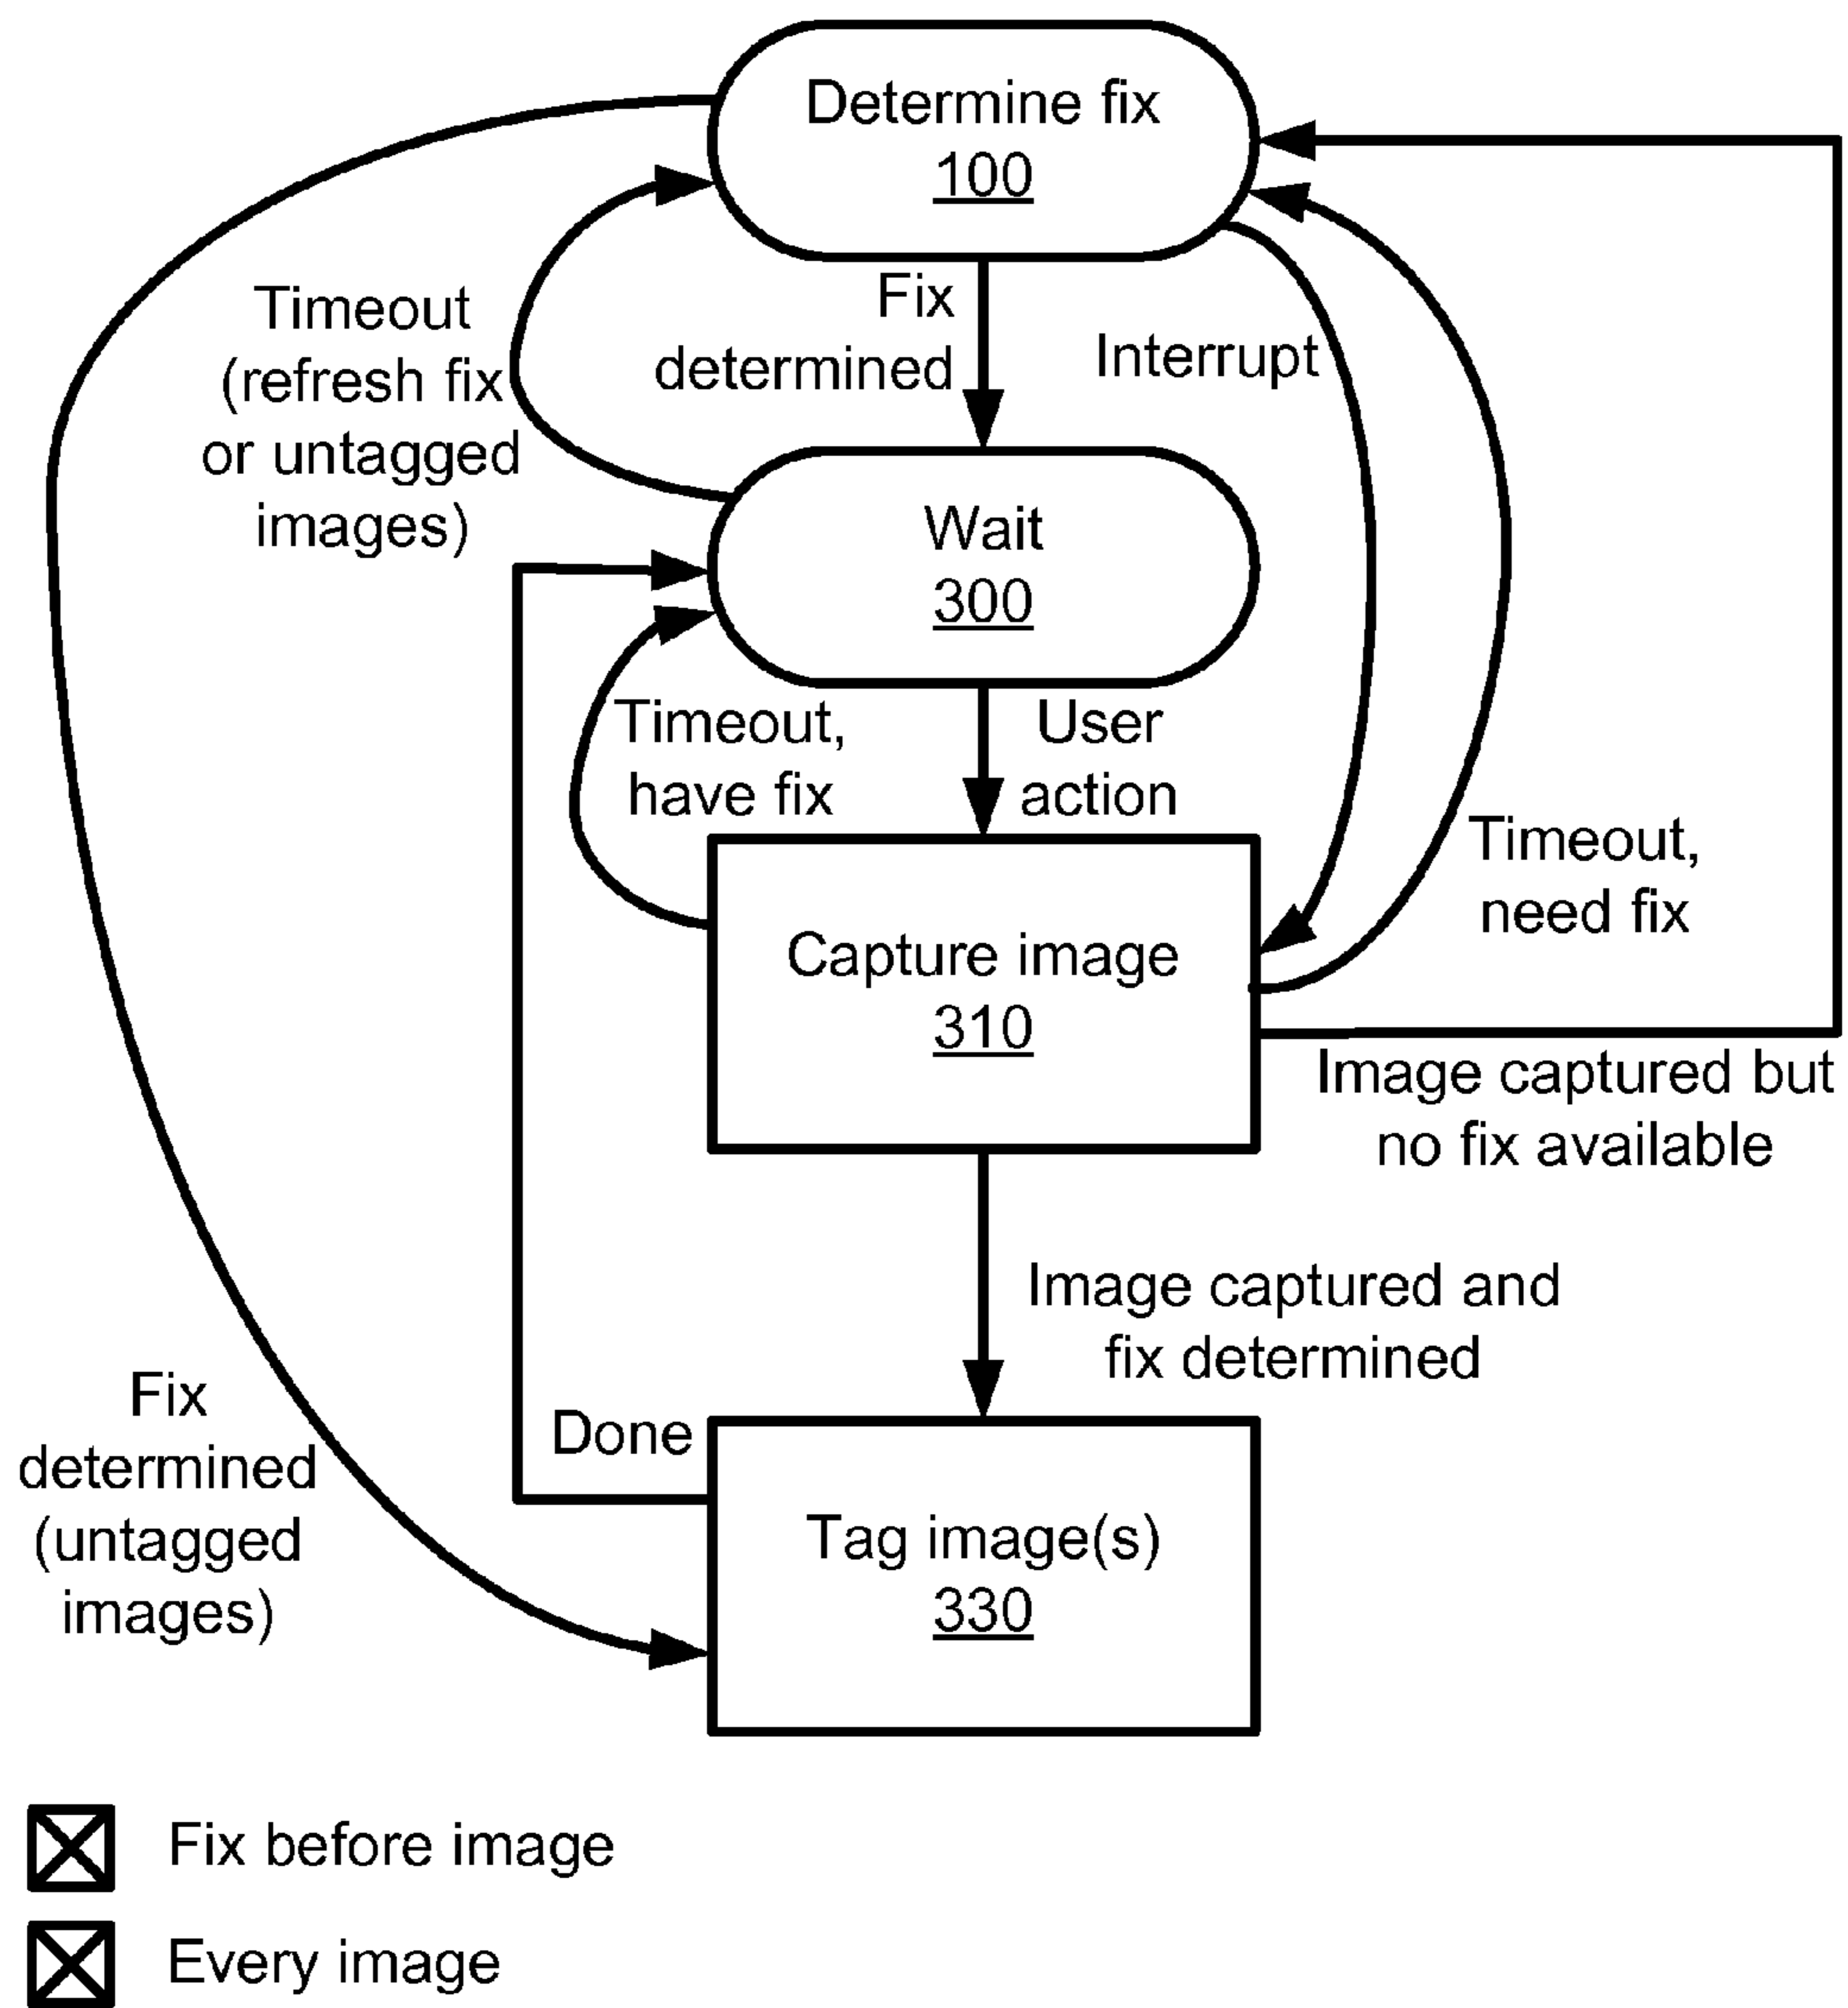 Determine fix
100
Fix
determined
Interrupt
Timeout
(refresh fix
or untagged
images)
Wait
300
Timeout,
have fix
User
action
Timeout,
need fix
Capture image
310
Image captured but
no fix available
Image captured and
fix determined
Fix
determined
(untagged
images)
Done
Tag image(s)
330
Fix before image
Every image